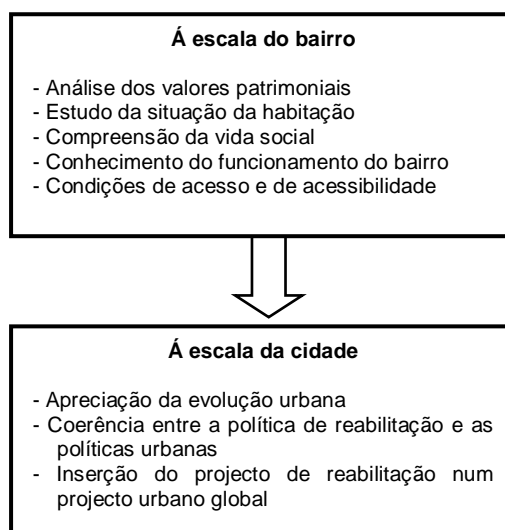 Á escala do bairro
- Análise dos valores patrimoniais
- Estudo da situação da habitação
- Compreensão da vida social
- Conhecimento do funcionamento do bairro
- Condições de acesso e de acessibilidade
Á escala da cidade
- Apreciação da evolução urbana
- Coerência entre a política de reabilitação e as
políticas urbanas
- Inserção do projecto de reabilitação num
projecto urbano global